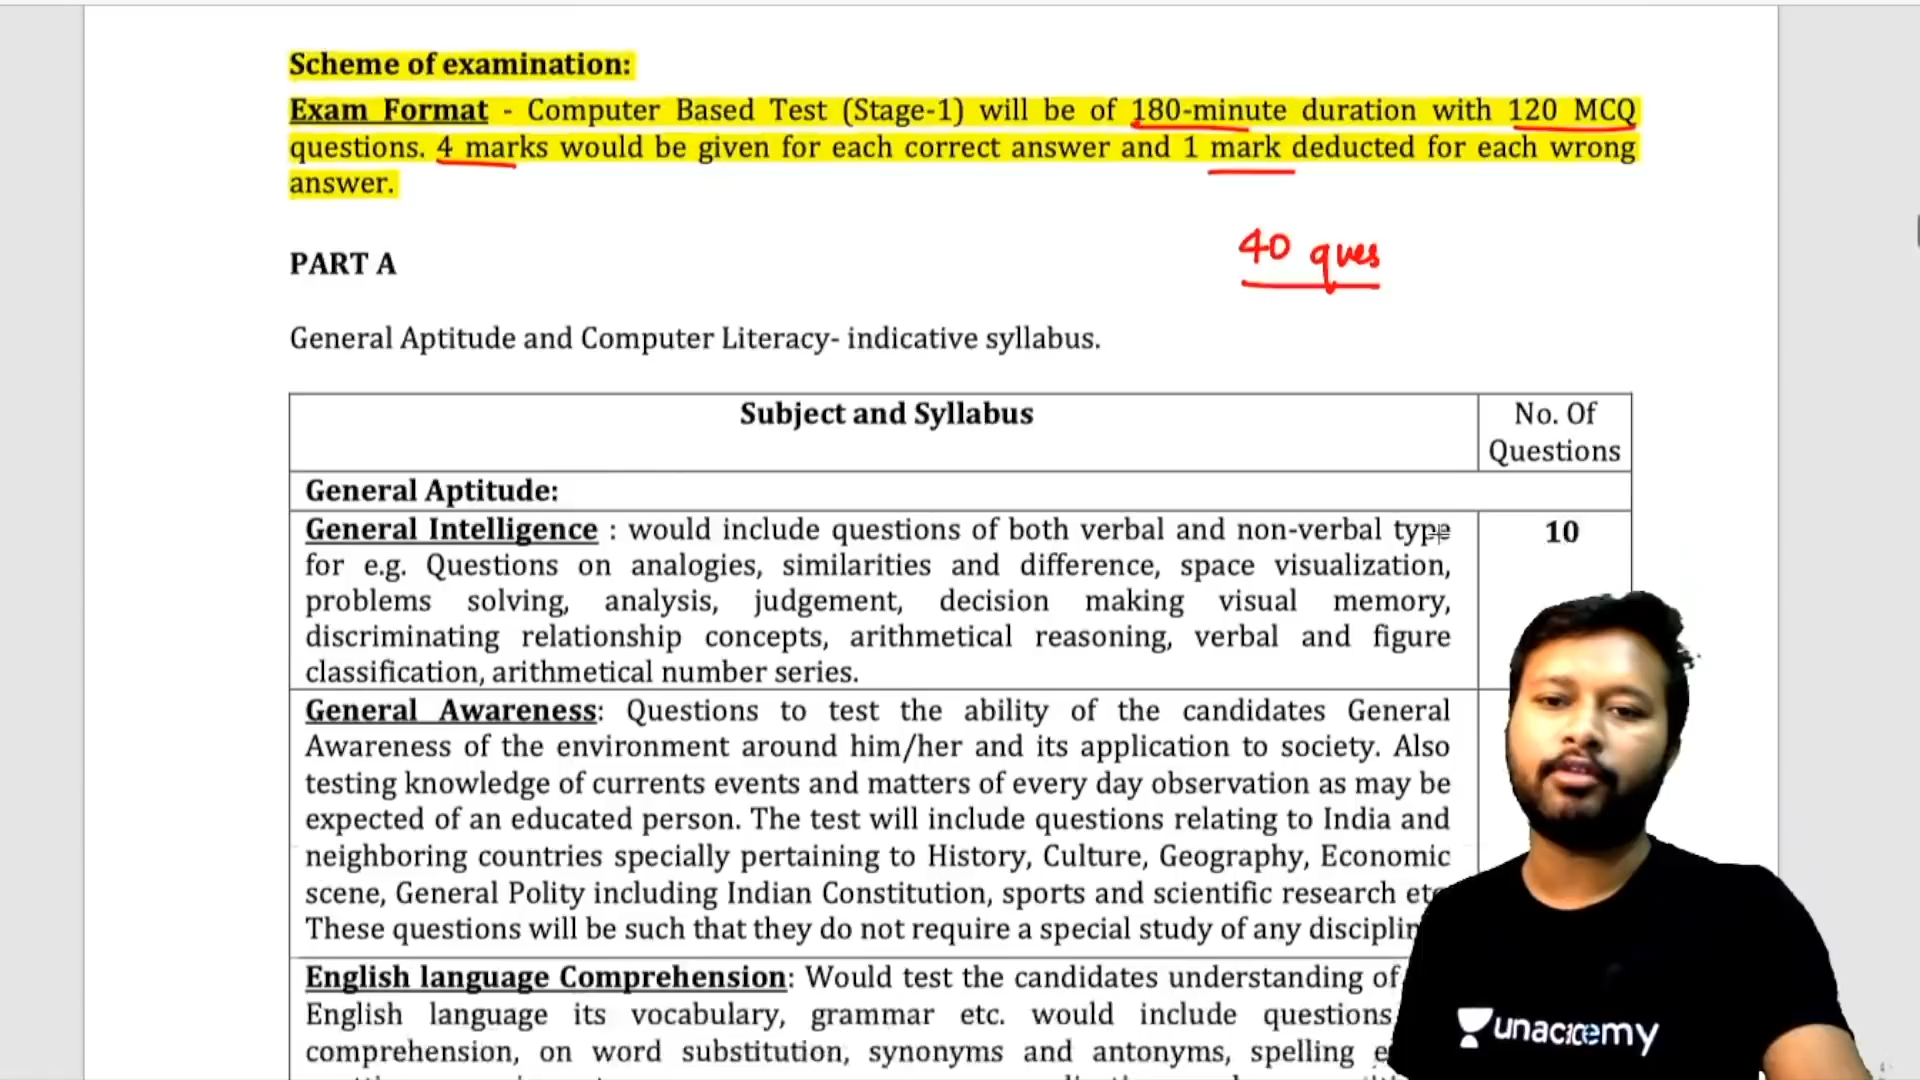 Scheme of examination:
Exam Format - Computer Based Test (Stage-1) will be of 180-minute duration with 120 MCQ
questions. 4 marks would be given for each correct answer and 1 mark deducted for each wrong
answer.
40 ques
PART A
General Aptitude and Computer Literacy- indicative syllabus.
Subject and Syllabus
No. Of
Questions
General Aptitude:
General Intelligence : would include questions of both verbal and non-verbal type
for e.g. Questions on analogies, similarities and difference, space visualization,
problems solving, analysis, judgement, decision making visual memory,
discriminating relationship concepts, arithmetical reasoning, verbal and figure
classification, arithmetical number series.
10
General Awareness: Questions to test the ability of the candidates General
Awareness of the environment around him/her and its application to society. Also
testing knowledge of currents events and matters of every day observation as may be
expected of an educated person. The test will include questions relating to India and
neighboring countries specially pertaining to History, Culture, Geography, Economic
scene, General Polity including Indian Constitution, sports and scientific research
These questions will be such that they do not require a special study of any
English language Comprehension: Would test the candidates understanding of
English language its vocabulary, grammar etc. would include questions
comprehension, on word substitution, synonyms and antonyms, spelling
unacademy